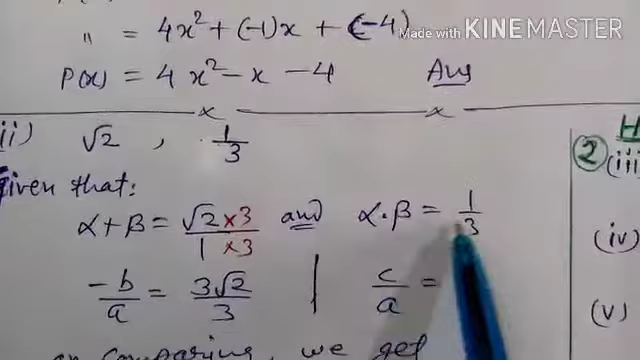 Made with KINEMASTER
" = 4x² + (-1)x + (-4)
P(x) = 4x² - x - 4 Ans
x x
ii) √2 , 1/3
Given that:
α + β = √2 ×3 / 1 ×3 and α·β = 1/3
-b/a = 3√2/3 | c/a =
on comparing, we get
2 (iii)
(iv)
(v)